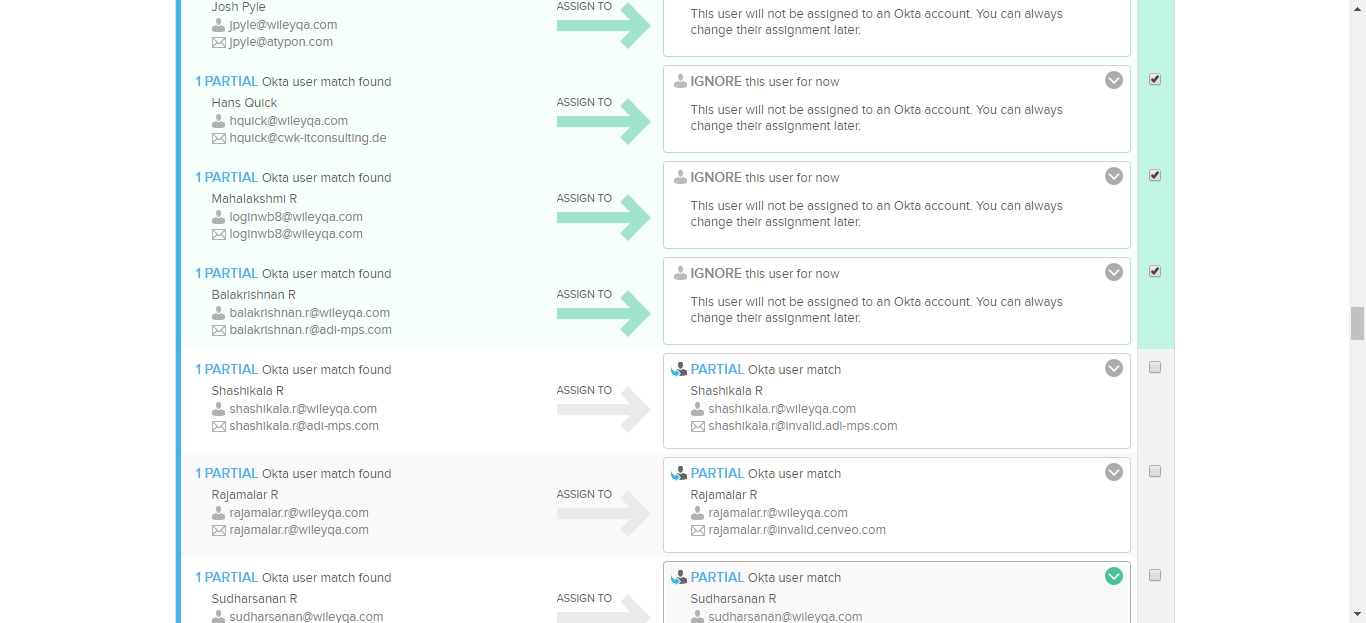 Josh Pyle
jpyle@wileyqa.com
jpyle@atypon.com
ASSIGN TO
This user will not be assigned to an Okta account. You can always
change their assignment later.
1 PARTIAL Okta user match found
Hans Quick
hquick@wileyqa.com
hquick@cwk-itconsulting.de
ASSIGN TO
IGNORE this user for now
This user will not be assigned to an Okta account. You can always
change their assignment later.
1 PARTIAL Okta user match found
Mahalakshmi R
loginwb8@wileyqa.com
loginwb8@wileyqa.com
ASSIGN TO
IGNORE this user for now
This user will not be assigned to an Okta account. You can always
change their assignment later.
1 PARTIAL Okta user match found
Balakrishnan R
balakrishnan.r@wileyqa.com
balakrishnan.r@adi-mps.com
ASSIGN TO
IGNORE this user for now
This user will not be assigned to an Okta account. You can always
change their assignment later.
1 PARTIAL Okta user match found
Shashikala R
shashikala.r@wileyqa.com
shashikala.r@adi-mps.com
ASSIGN TO
PARTIAL Okta user match
Shashikala R
shashikala.r@wileyqa.com
shashikala.r@invalid.adi-mps.com
1 PARTIAL Okta user match found
Rajamalar R
rajamalar.r@wileyqa.com
rajamalar.r@wileyqa.com
ASSIGN TO
PARTIAL Okta user match
Rajamalar R
rajamalar.r@wileyqa.com
rajamalar.r@invalid.cenveo.com
1 PARTIAL Okta user match found
Sudharsanan R
sudharsanan@wileyqa.com
ASSIGN TO
PARTIAL Okta user match
Sudharsanan R
sudharsanan@wileyqa.com